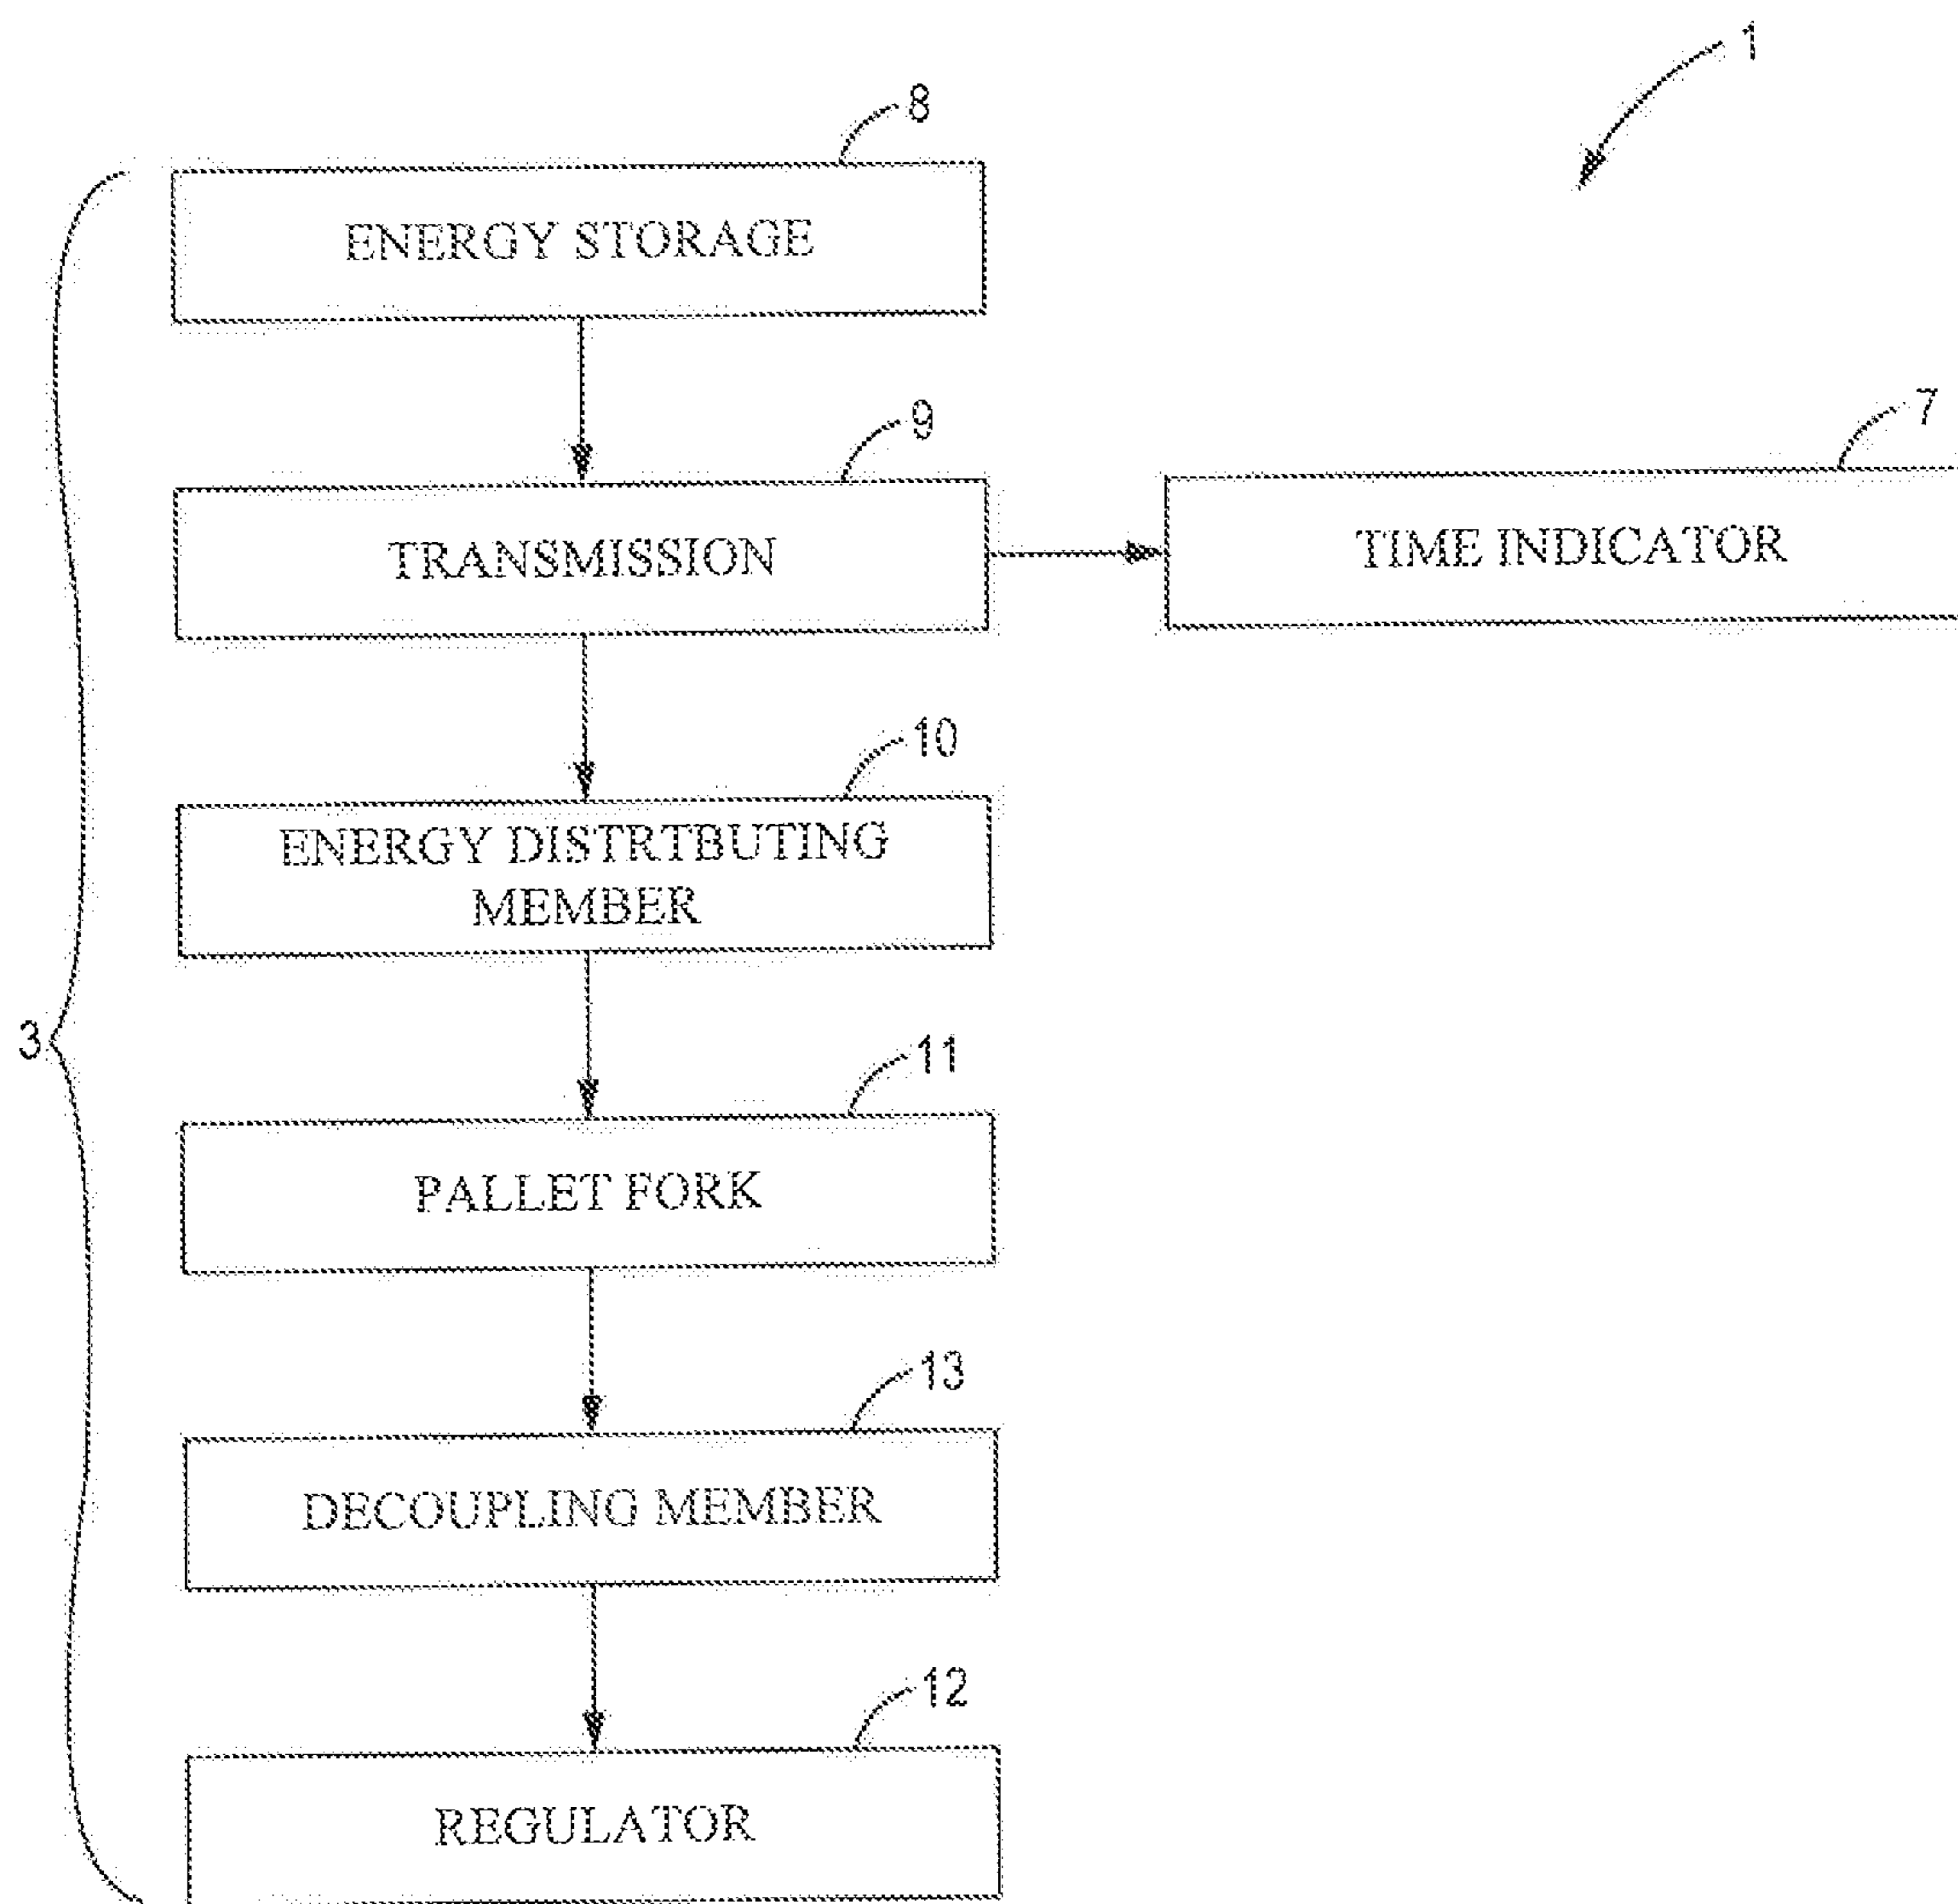 1
8
ENERGY STORAGE
9
7
TRANSMISSION
TIME INDICATOR
10
ENERGY DISTRTBUTING
MEMBER
3
11
PALLET FORK
13
DECOUPLING MEMBER
12
REGULATOR